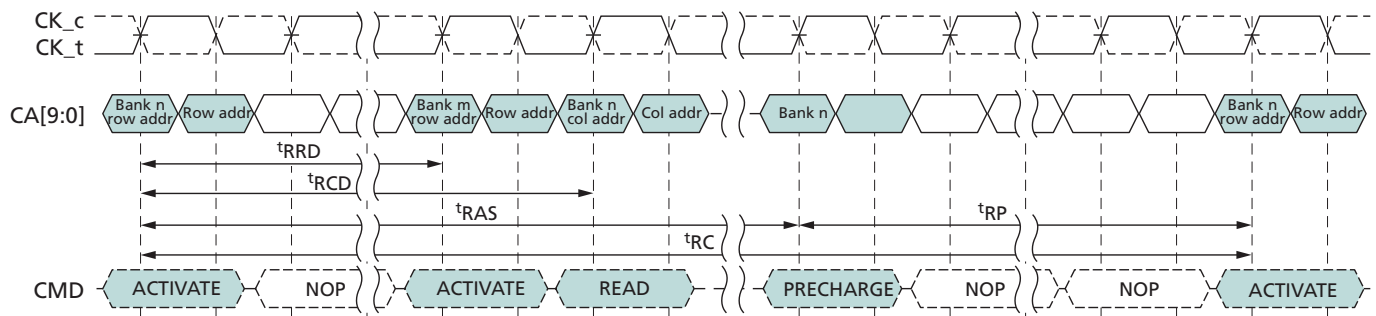 CK_c
CK_t
CA[9:0]
Bank n
row addr
Row addr
Bank m
row addr
Row addr
Bank n
col addr
Col addr
Bank n
Bank n
row addr
Row addr
tRRD
tRCD
tRAS
tRP
tRC
CMD
ACTIVATE
NOP
ACTIVATE
READ
PRECHARGE
NOP
NOP
ACTIVATE